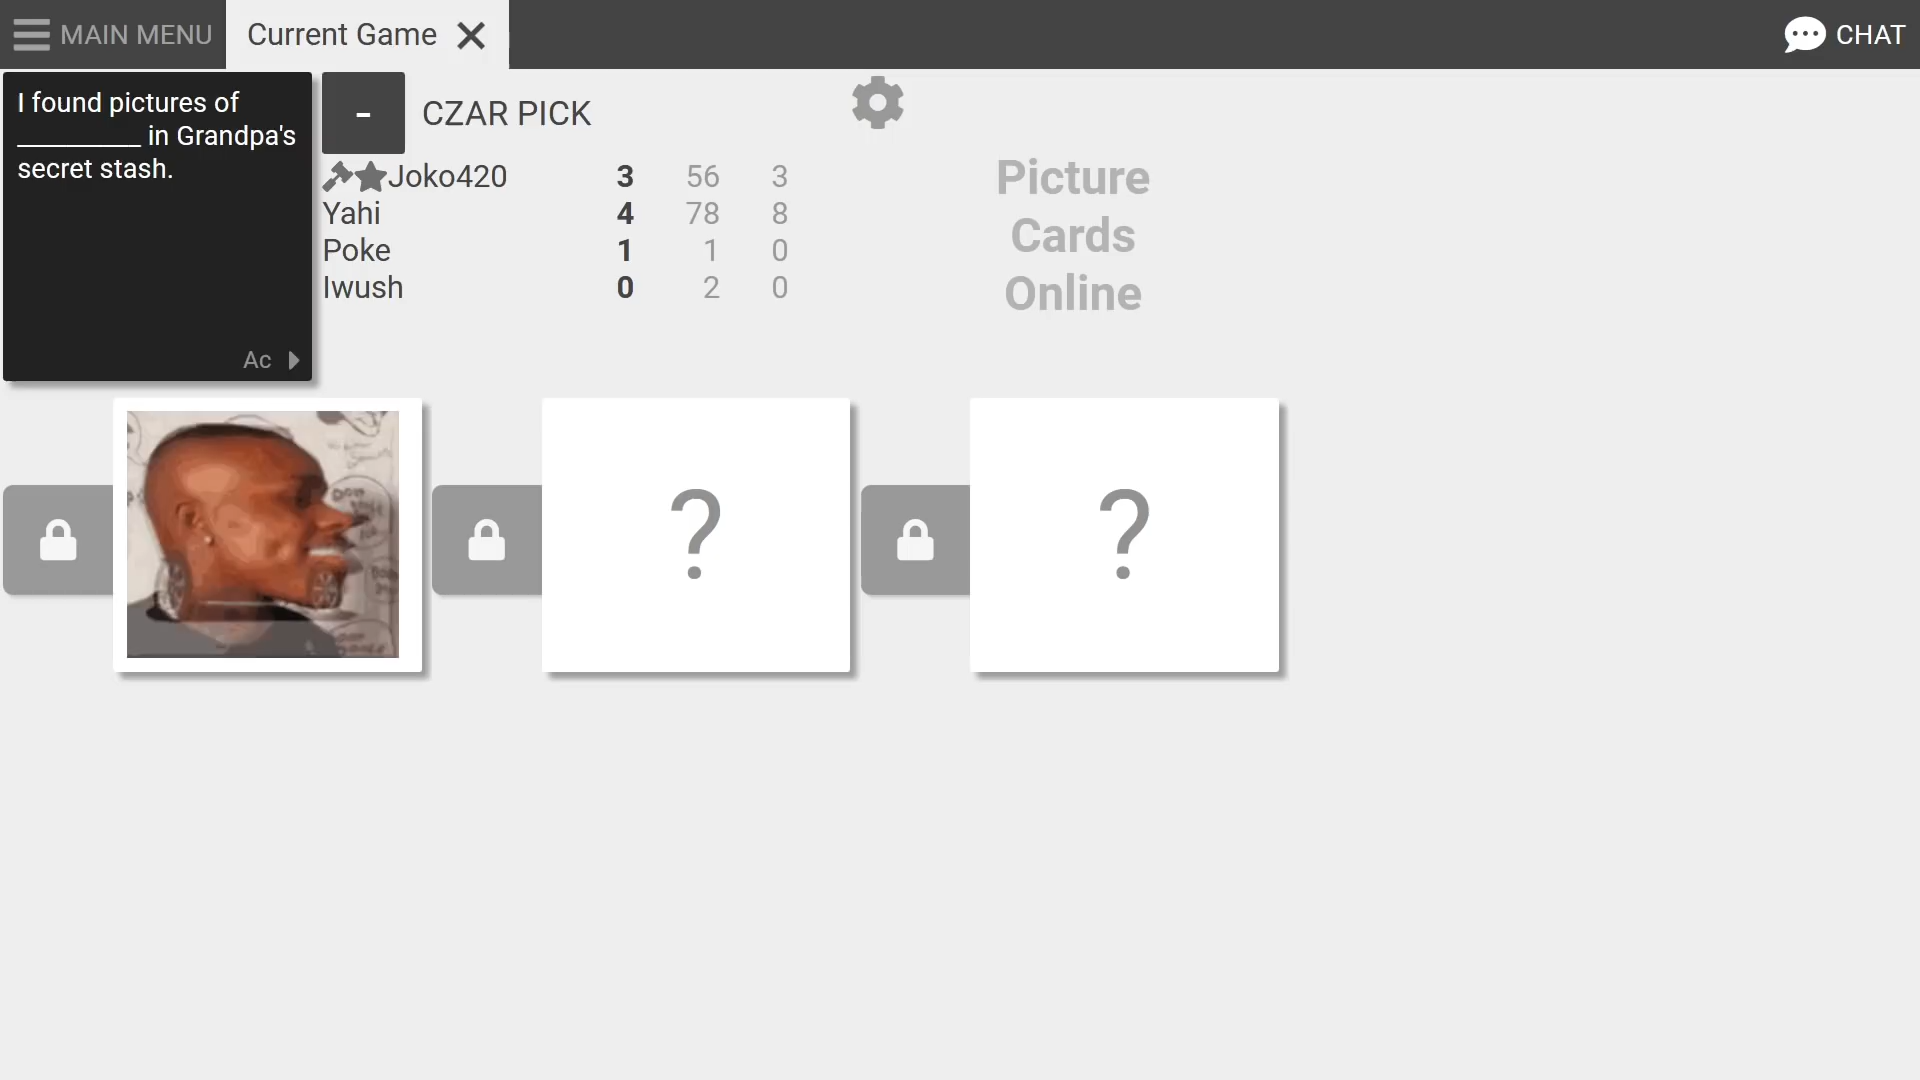 MAIN MENU
Current Game
CHAT
I found pictures of
_________ in Grandpa's
secret stash.
Ac
-
CZAR PICK
Joko420 3 56 3
Yahi 4 78 8
Poke 1 1 0
Iwush 0 2 0
Picture
Cards
Online
?
?